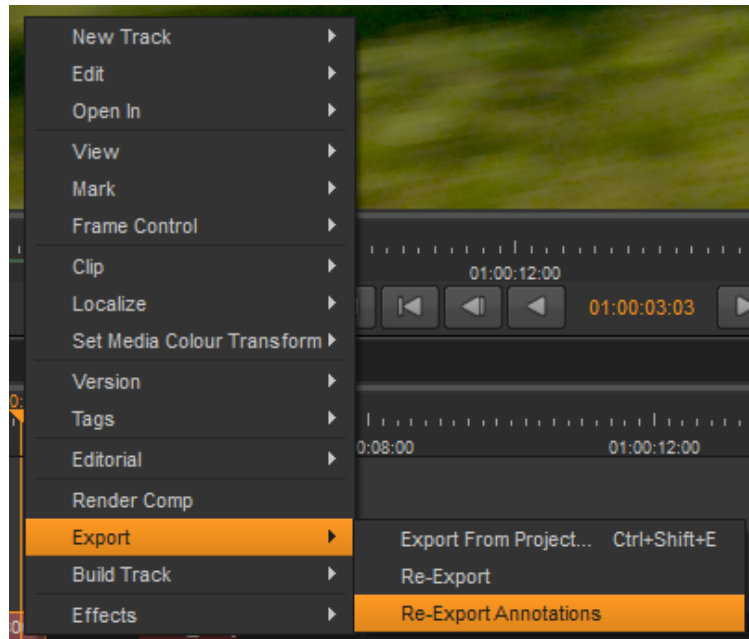 New Track
Edit
Open In
View
Mark
Frame Control
Clip
Localize
Set Media Colour Transform
Version
Tags
Editorial
Render Comp
Export
Build Track
Effects
01:00:12:00
01:00:03:03
0:08:00
01:00:12:00
Export From Project... Ctrl+Shift+E
Re-Export
Re-Export Annotations